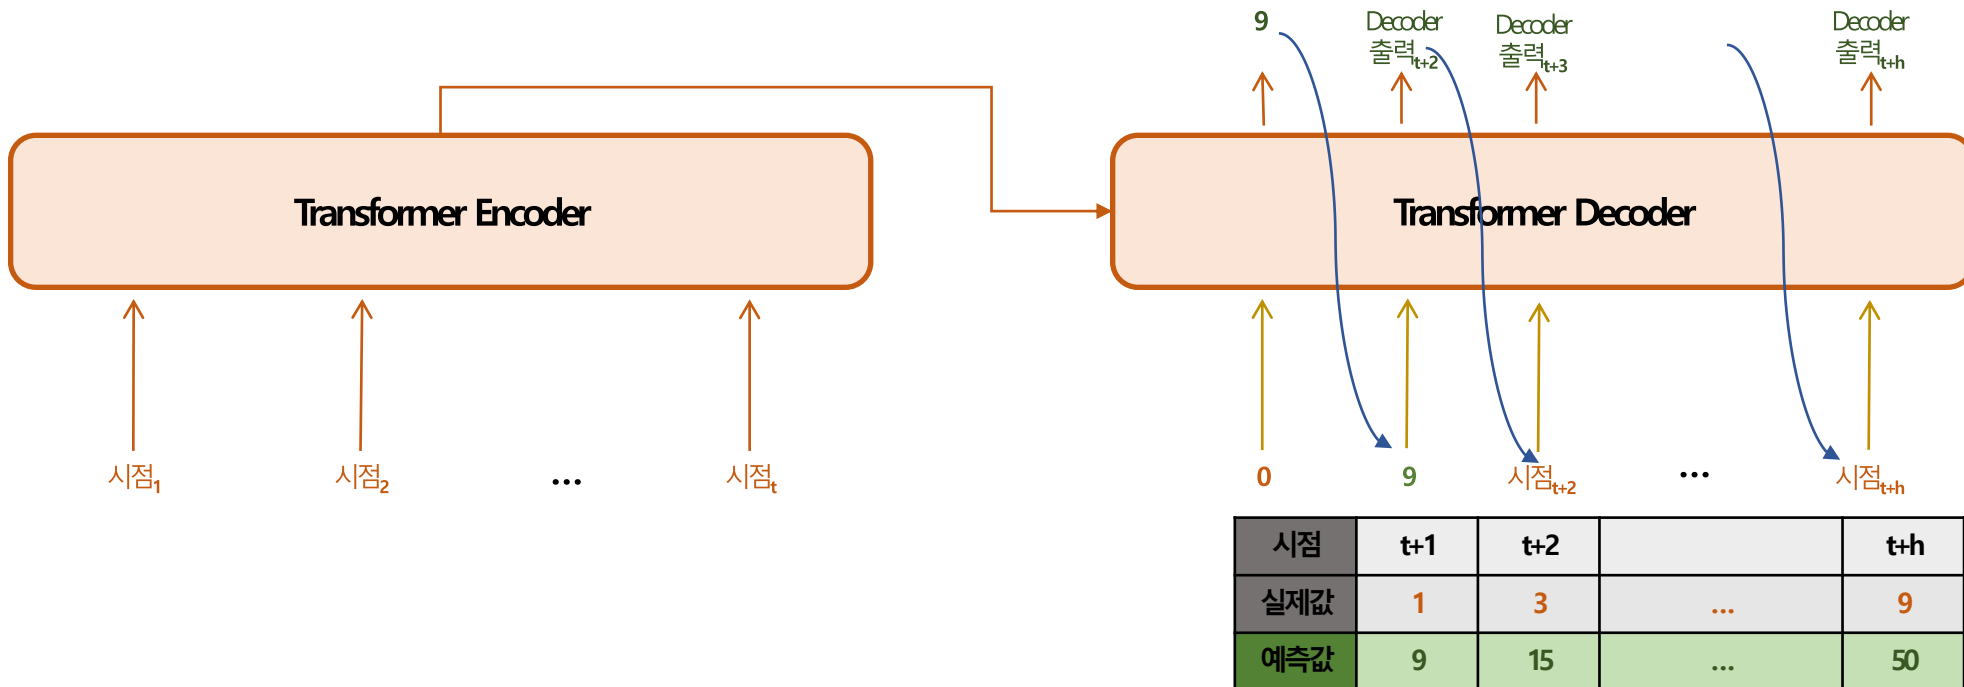 9
Decoder
출력t+2
Decoder
출력t+3
Decoder
출력t+h
Transformer Encoder
Transformer Decoder
시점1
시점2
...
시점t
0
9
시점t+2
...
시점t+h
시점 t+1 t+2 t+h
실제값 1 3 ... 9
예측값 9 15 ... 50